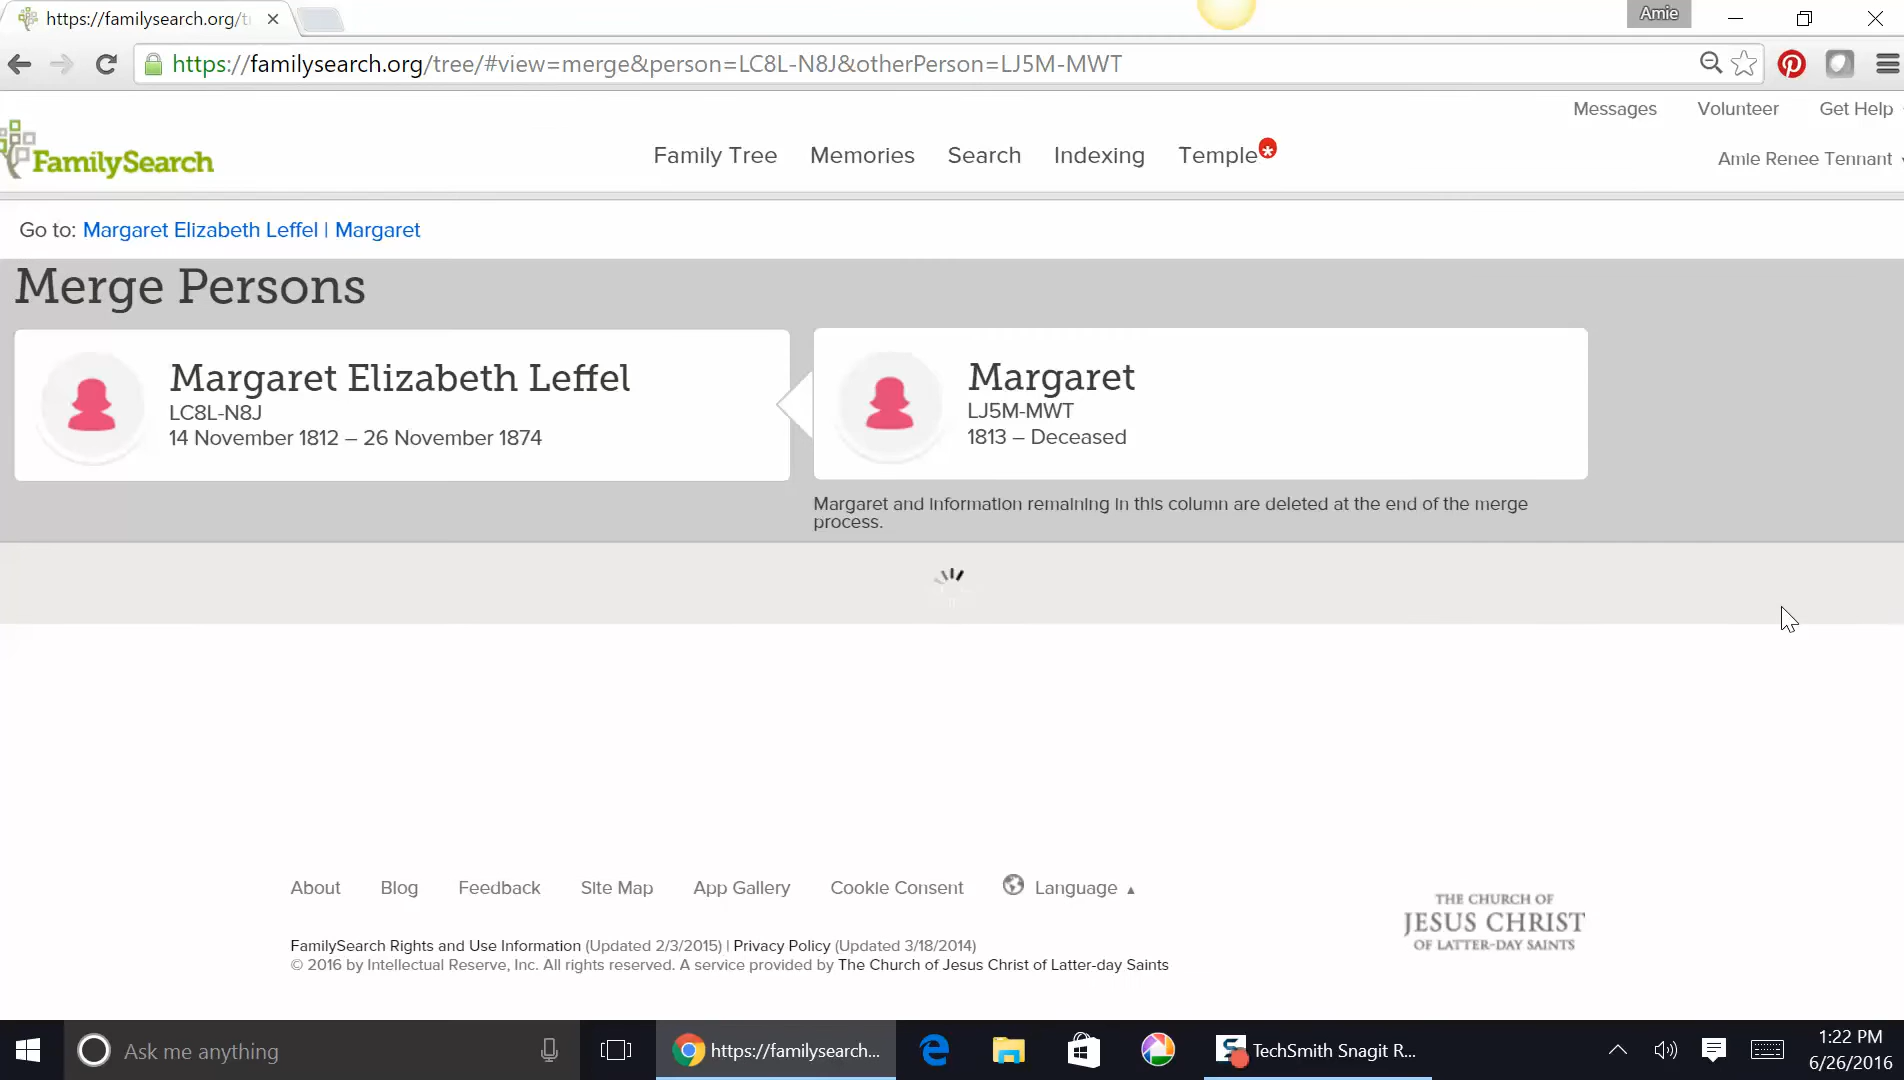 https://familysearch.org/t
Amie
https://familysearch.org/tree/#view=merge&person=LC8L-N8J&otherPerson=LJ5M-MWT
Messages Volunteer Get Help
FamilySearch
Family Tree Memories Search Indexing Temple
Amie Renee Tennant
Go to: Margaret Elizabeth Leffel | Margaret
Merge Persons
Margaret Elizabeth Leffel
LC8L-N8J
14 November 1812 – 26 November 1874
Margaret
LJ5M-MWT
1813 – Deceased
Margaret and information remaining in this column are deleted at the end of the merge
process.
About Blog Feedback Site Map App Gallery Cookie Consent Language ▲
THE CHURCH OF
JESUS CHRIST
OF LATTER-DAY SAINTS
FamilySearch Rights and Use Information (Updated 2/3/2015) | Privacy Policy (Updated 3/18/2014)
© 2016 by Intellectual Reserve, Inc. All rights reserved. A service provided by The Church of Jesus Christ of Latter-day Saints
Ask me anything
https://familysearch...
TechSmith Snagit R...
1:22 PM
6/26/2016